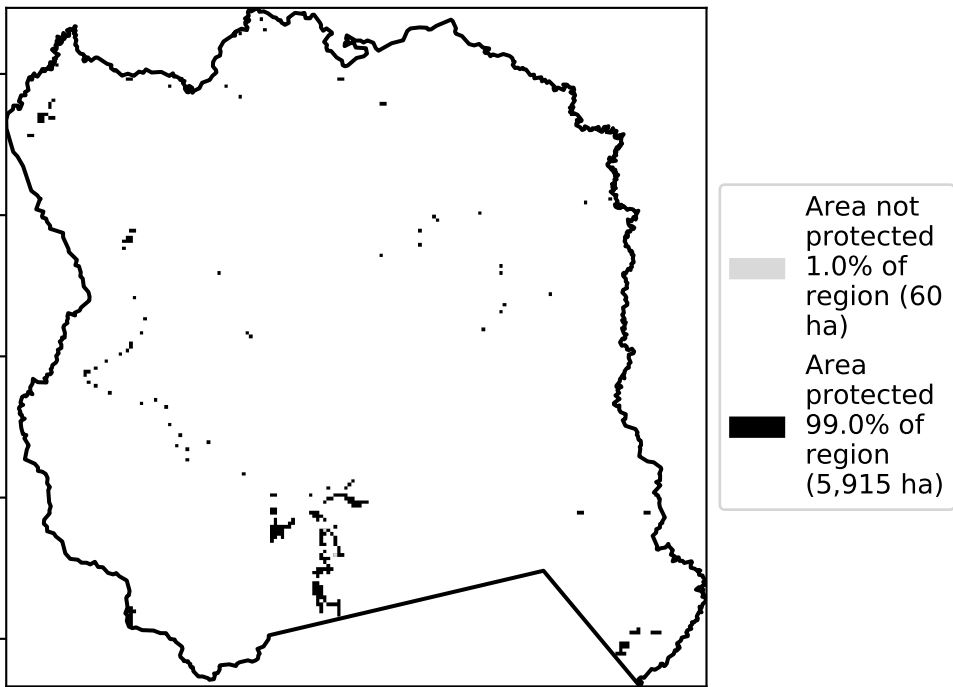 Area not
protected
1.0% of
region (60
ha)
Area
protected
99.0% of
region
(5,915 ha)